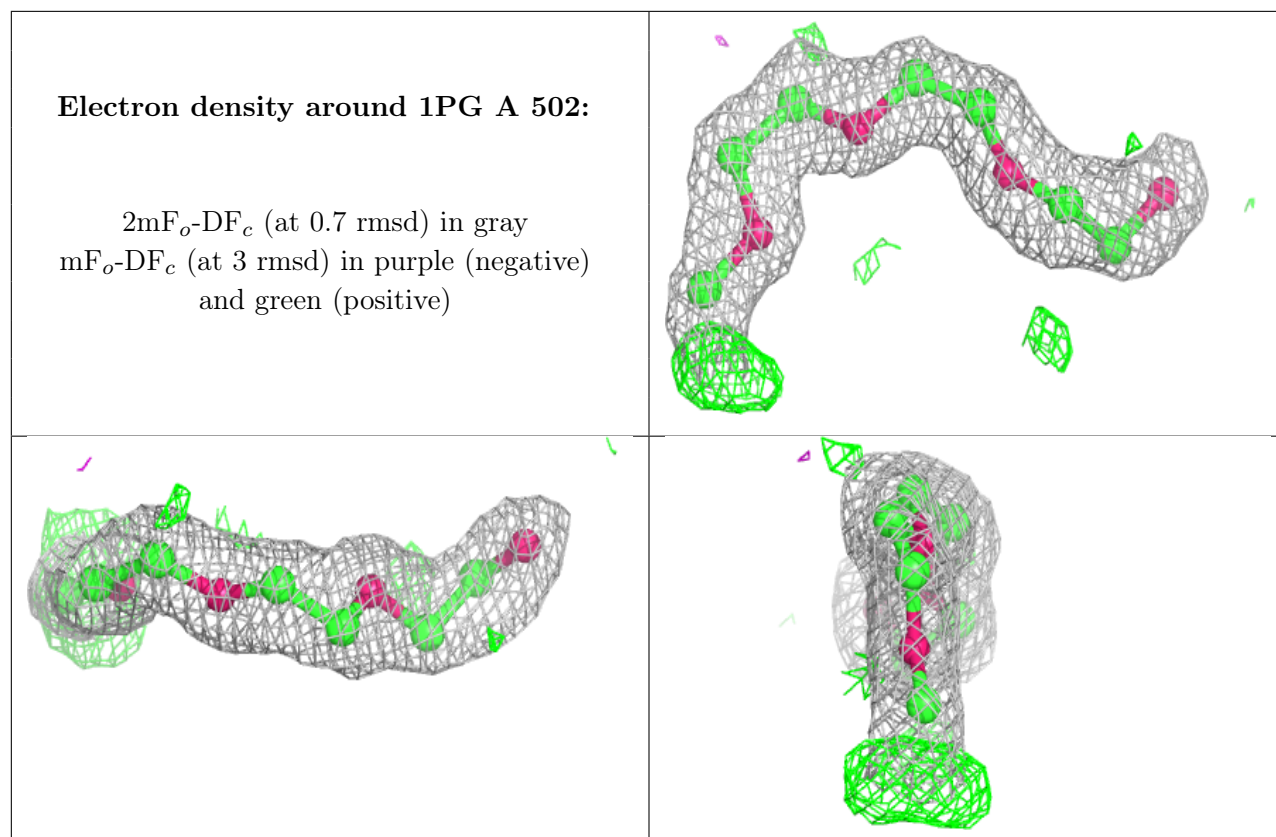 Electron density around 1PG A 502:
2mFo-DFc (at 0.7 rmsd) in gray
mFo-DFc (at 3 rmsd) in purple (negative)
and green (positive)